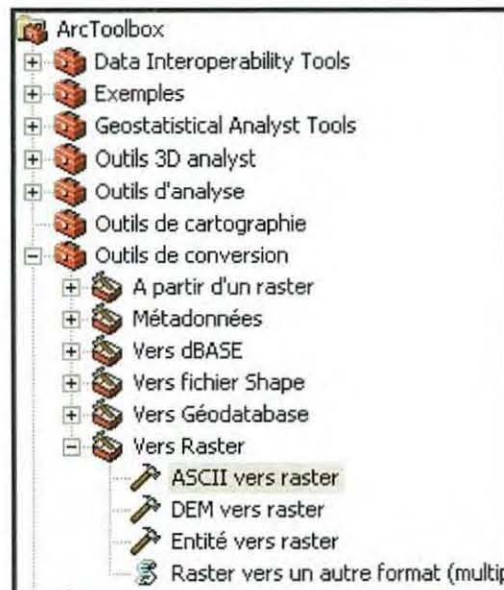 ArcToolbox
Data Interoperability Tools
Exemples
Geostatistical Analyst Tools
Outils 3D analyst
Outils d'analyse
Outils de cartographie
Outils de conversion
A partir d'un raster
Métadonnées
Vers dBASE
Vers fichier Shape
Vers Géodatabase
Vers Raster
ASCII vers raster
DEM vers raster
Entité vers raster
Raster vers un autre format (multip